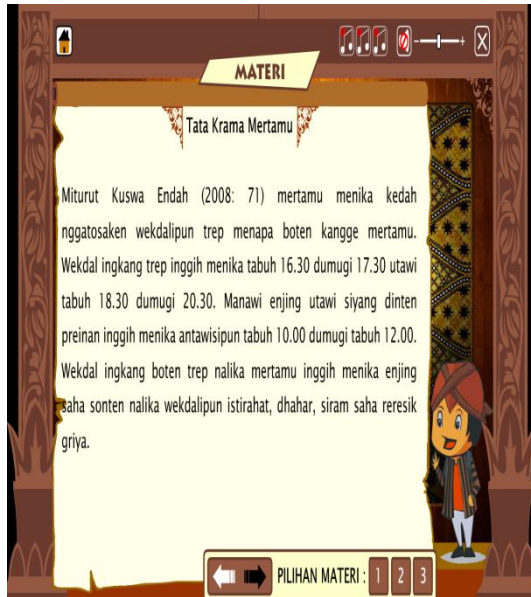 MATERI
Tata Krama Mertamu
Miturut Kuswa Endah (2008: 71) mertamu menika kedah
nggatosaken wekdalipun trep menapa boten kangge mertamu.
Wekdal ingkang trep inggih menika tabuh 16.30 dumugi 17.30 utawi
tabuh 18.30 dumugi 20.30. Manawi enjing utawi siyang dinten
preinan inggih menika antawisipun tabuh 10.00 dumugi tabuh 12.00.
Wekdal ingkang boten trep nalika mertamu inggih menika enjing
saha sonten nalika wekdalipun istirahat, dhahar, siram saha reresik
griya.
PILIHAN MATERI : 1 2 3